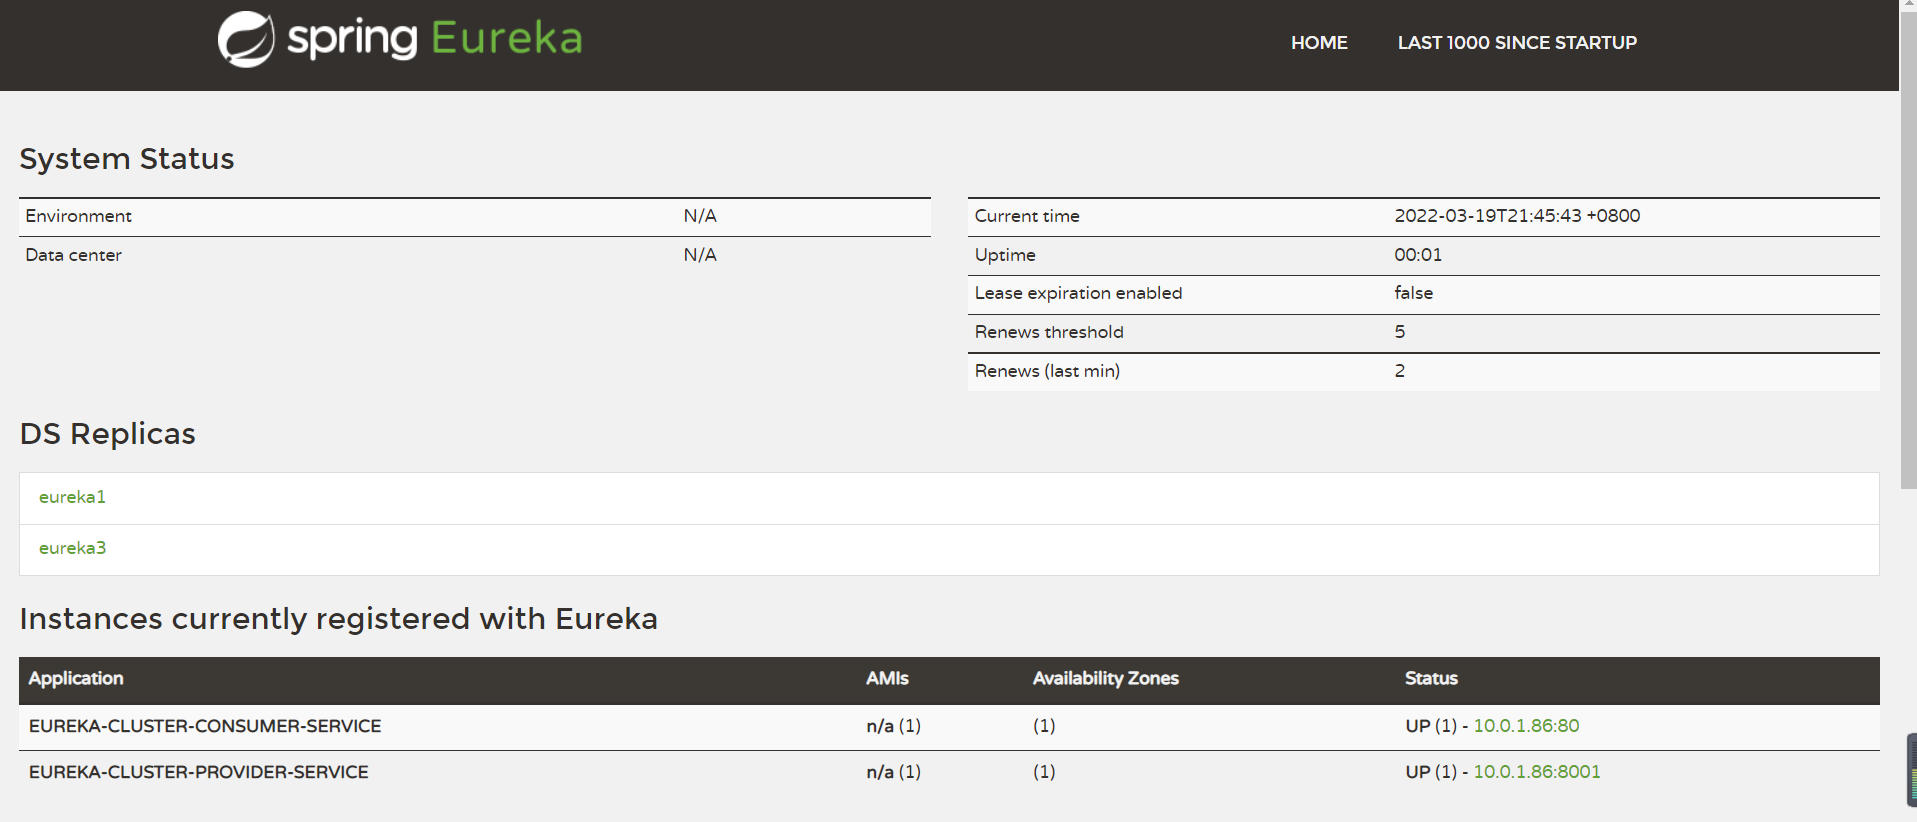 spring Eureka
HOME LAST 1000 SINCE STARTUP
System Status
Environment N/A
Data center N/A
Current time 2022-03-19T21:45:43 +0800
Uptime 00:01
Lease expiration enabled false
Renews threshold 5
Renews (last min) 2
DS Replicas
eureka1
eureka3
Instances currently registered with Eureka
Application AMIs Availability Zones Status
EUREKA-CLUSTER-CONSUMER-SERVICE n/a (1) (1) UP (1) - 10.0.1.86:80
EUREKA-CLUSTER-PROVIDER-SERVICE n/a (1) (1) UP (1) - 10.0.1.86:8001